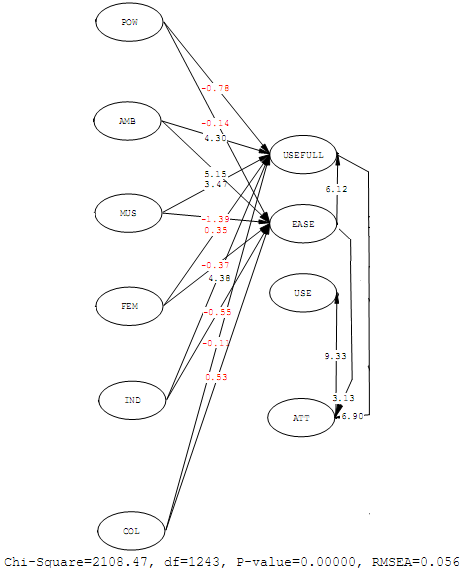 POW
-0.78
-0.14
AMB
4.30
USEFULL
5.15
3.47
6.12
MUS
-1.39
EASE
0.35
-0.37
4.38
USE
FEM
-0.55
-0.11
9.33
0.53
IND
3.13
ATT
6.90
COL
Chi-Square=2108.47, df=1243, P-value=0.00000, RMSEA=0.056